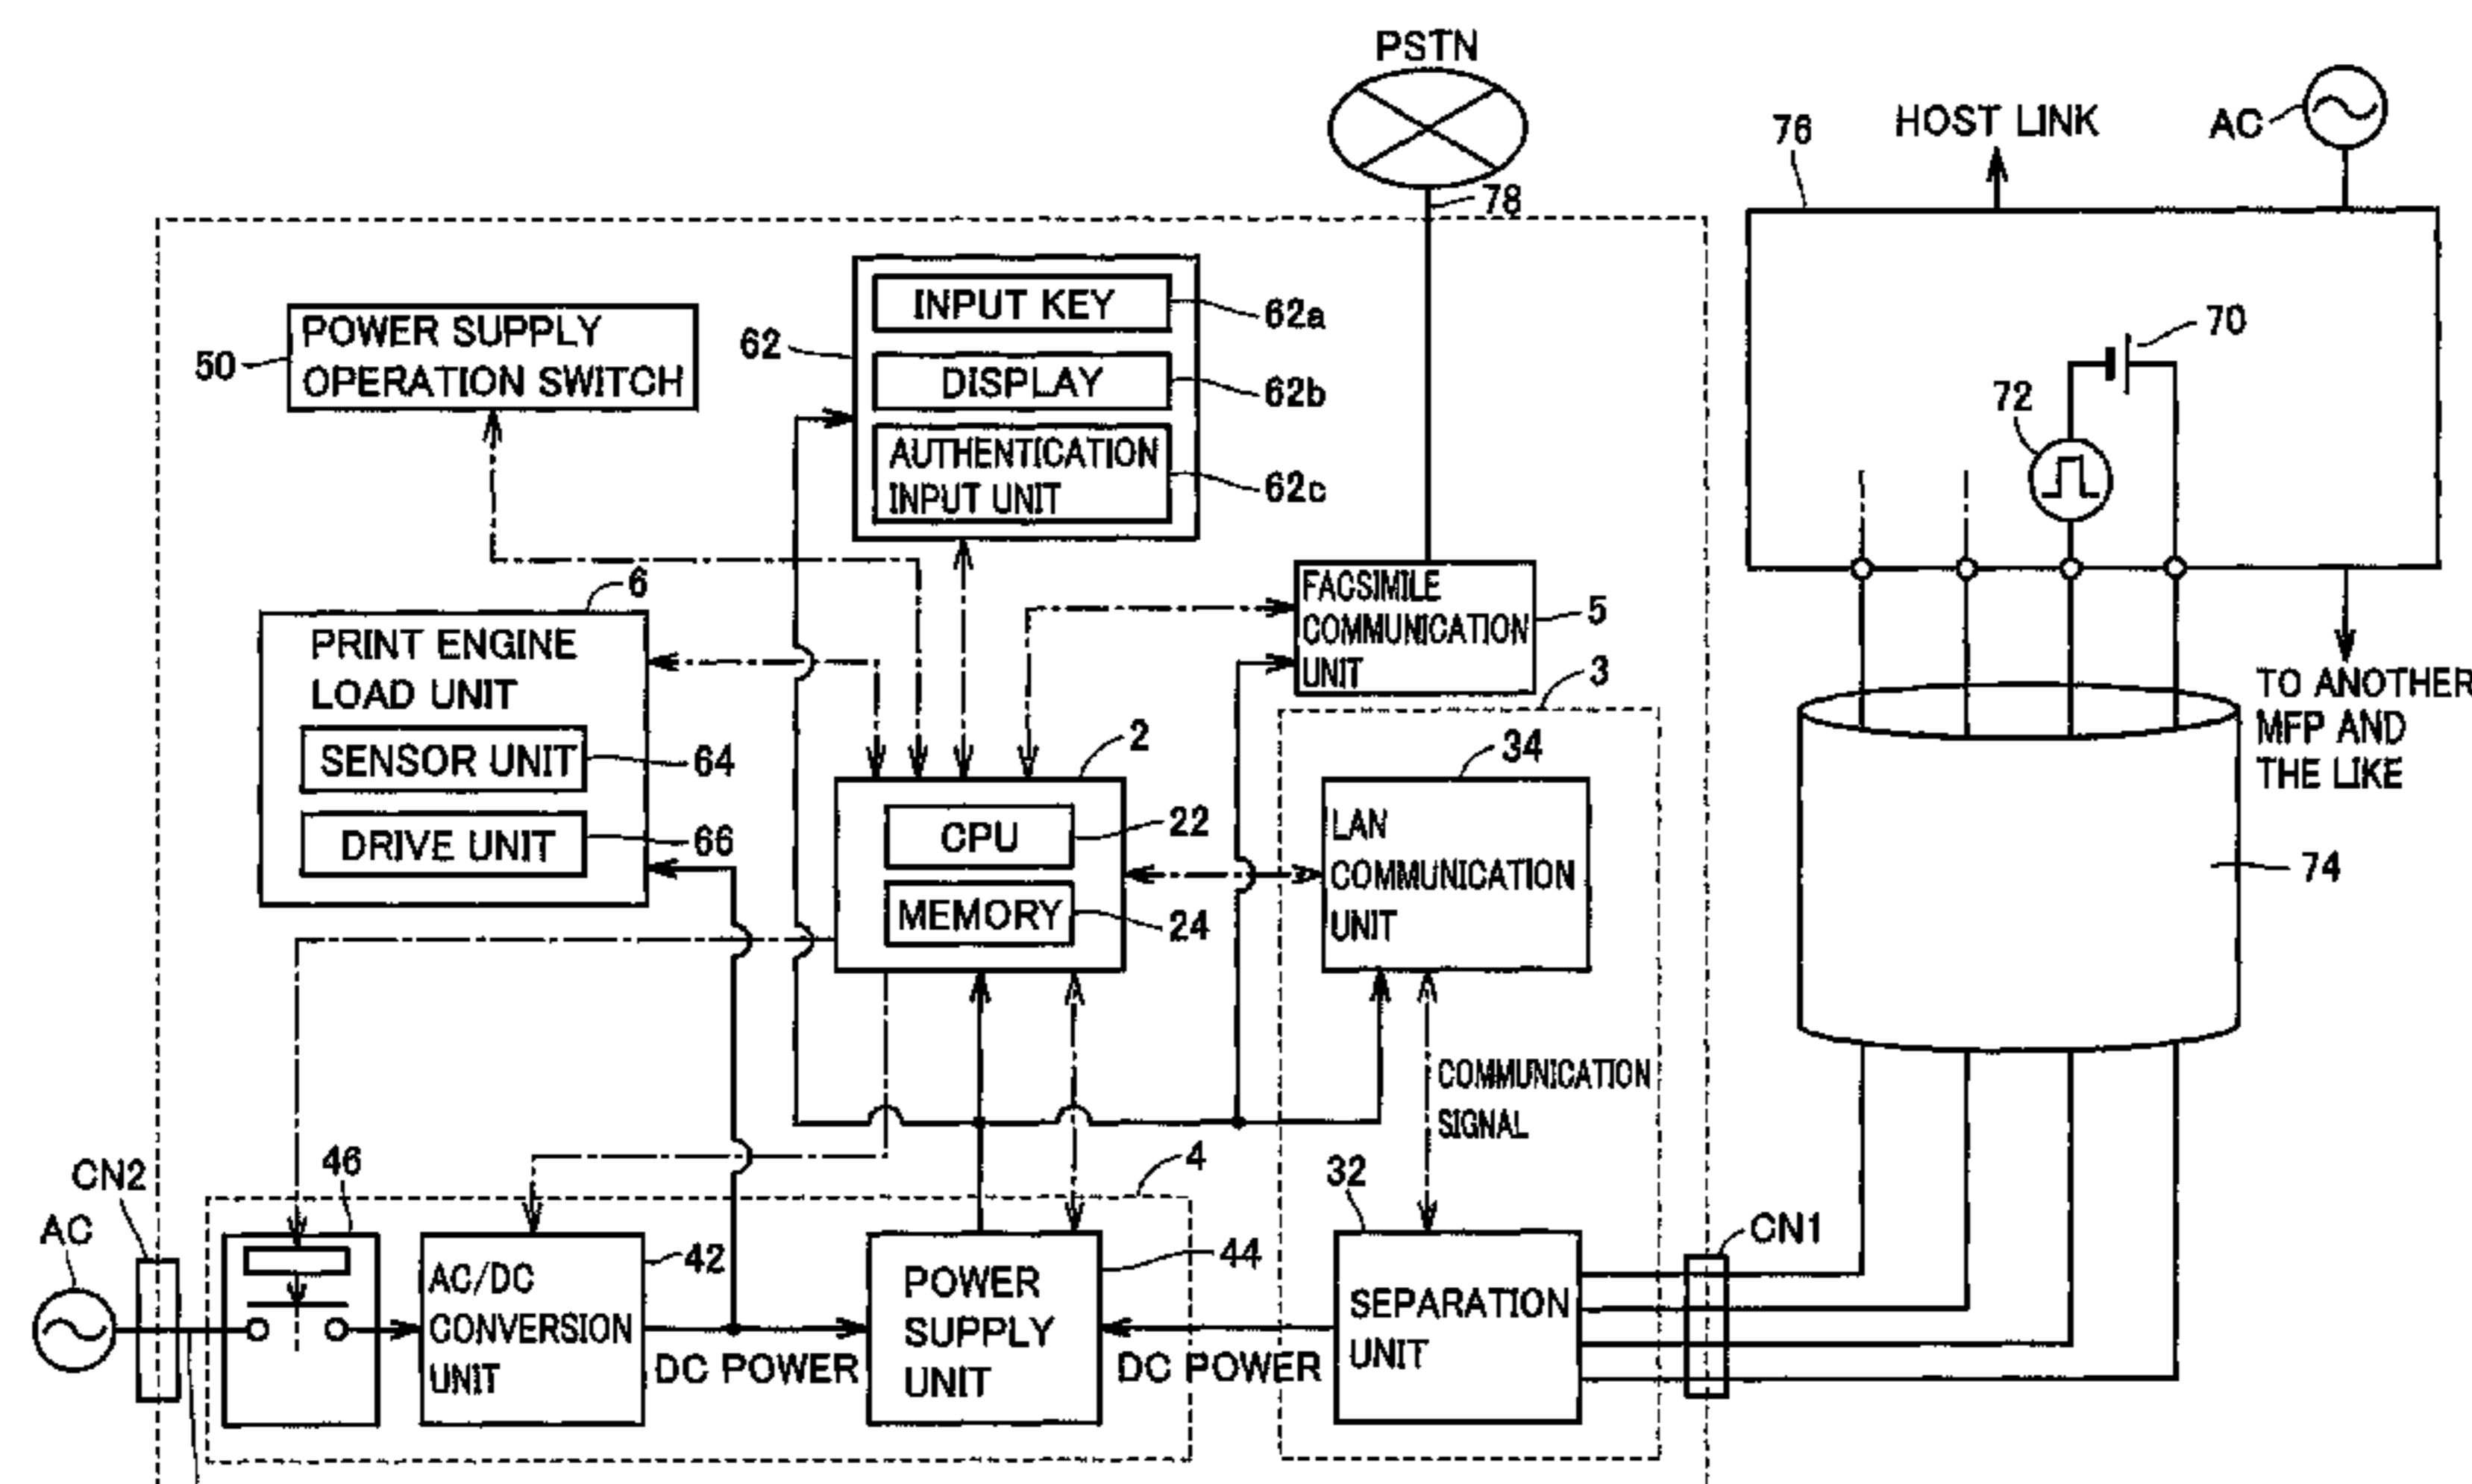 PSTN
76
HOST LINK
AC
78
INPUT KEY
62a
70
POWER SUPPLY
OPERATION SWITCH
50
62
DISPLAY
62b
72
AUTHENTICATION
INPUT UNIT
62c
6
FACSIMILE
COMMUNICATION
UNIT
5
PRINT ENGINE
LOAD UNIT
3
TO ANOTHER
MFP AND
THE LIKE
SENSOR UNIT
64
2
34
DRIVE UNIT
66
CPU
22
LAN
COMMUNICATION
UNIT
74
MEMORY
24
COMMUNICATION
SIGNAL
CN2
46
4
32
AC
AC/DC
CONVERSION
UNIT
42
POWER
SUPPLY
UNIT
44
SEPARATION
UNIT
CN1
DC POWER
DC POWER